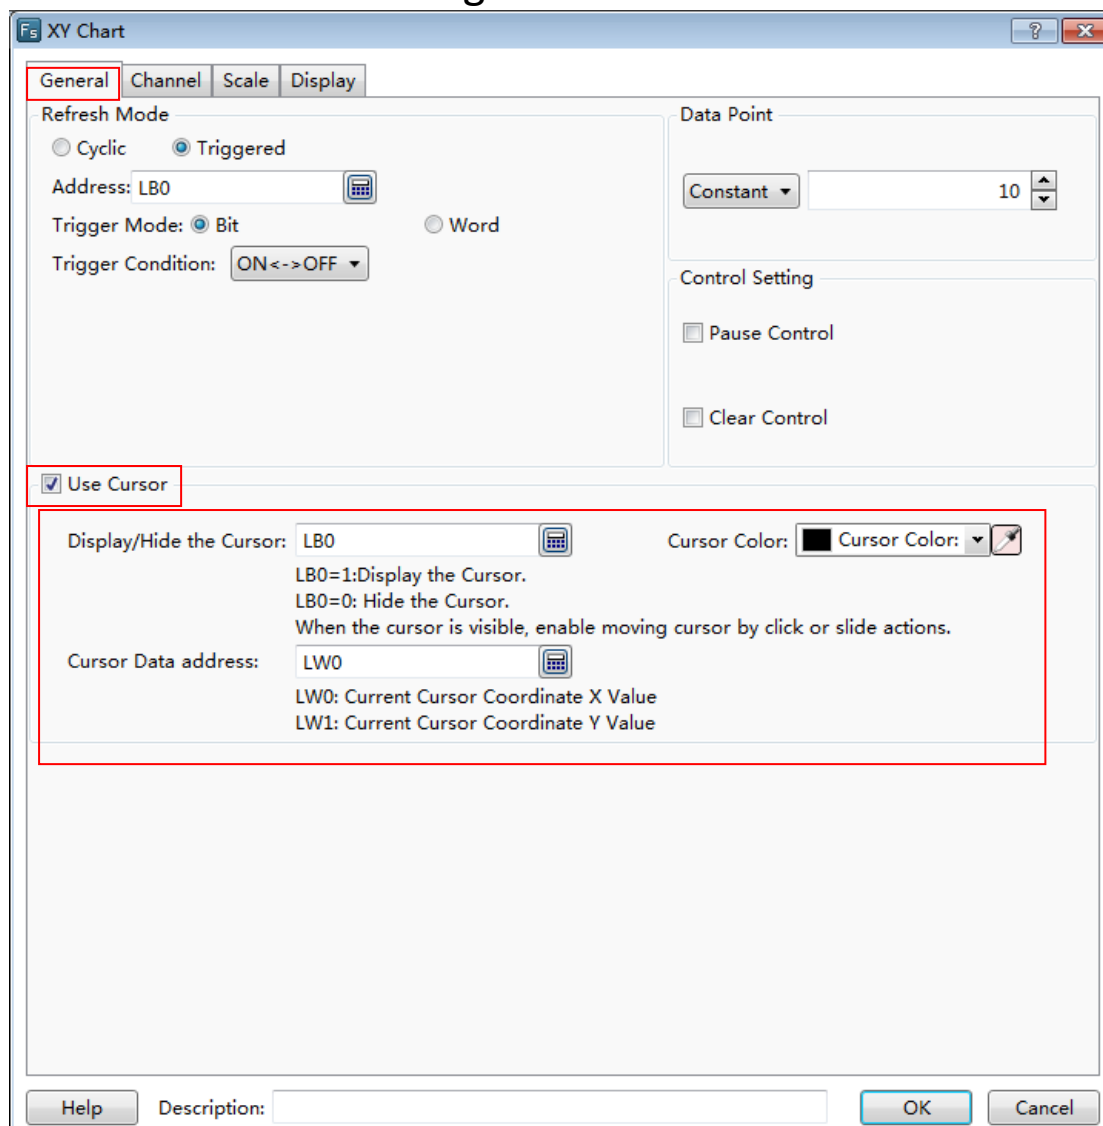 XY Chart
General Channel Scale Display
Refresh Mode
Cyclic Triggered
Address: LB0
Trigger Mode: Bit Word
Trigger Condition: ON<->OFF
Data Point
Constant 10
Control Setting
Pause Control
Clear Control
Use Cursor
Display/Hide the Cursor: LB0 Cursor Color: Cursor Color:
LB0=1:Display the Cursor.
LB0=0: Hide the Cursor.
When the cursor is visible, enable moving cursor by click or slide actions.
Cursor Data address: LW0
LW0: Current Cursor Coordinate X Value
LW1: Current Cursor Coordinate Y Value
Help Description: OK Cancel